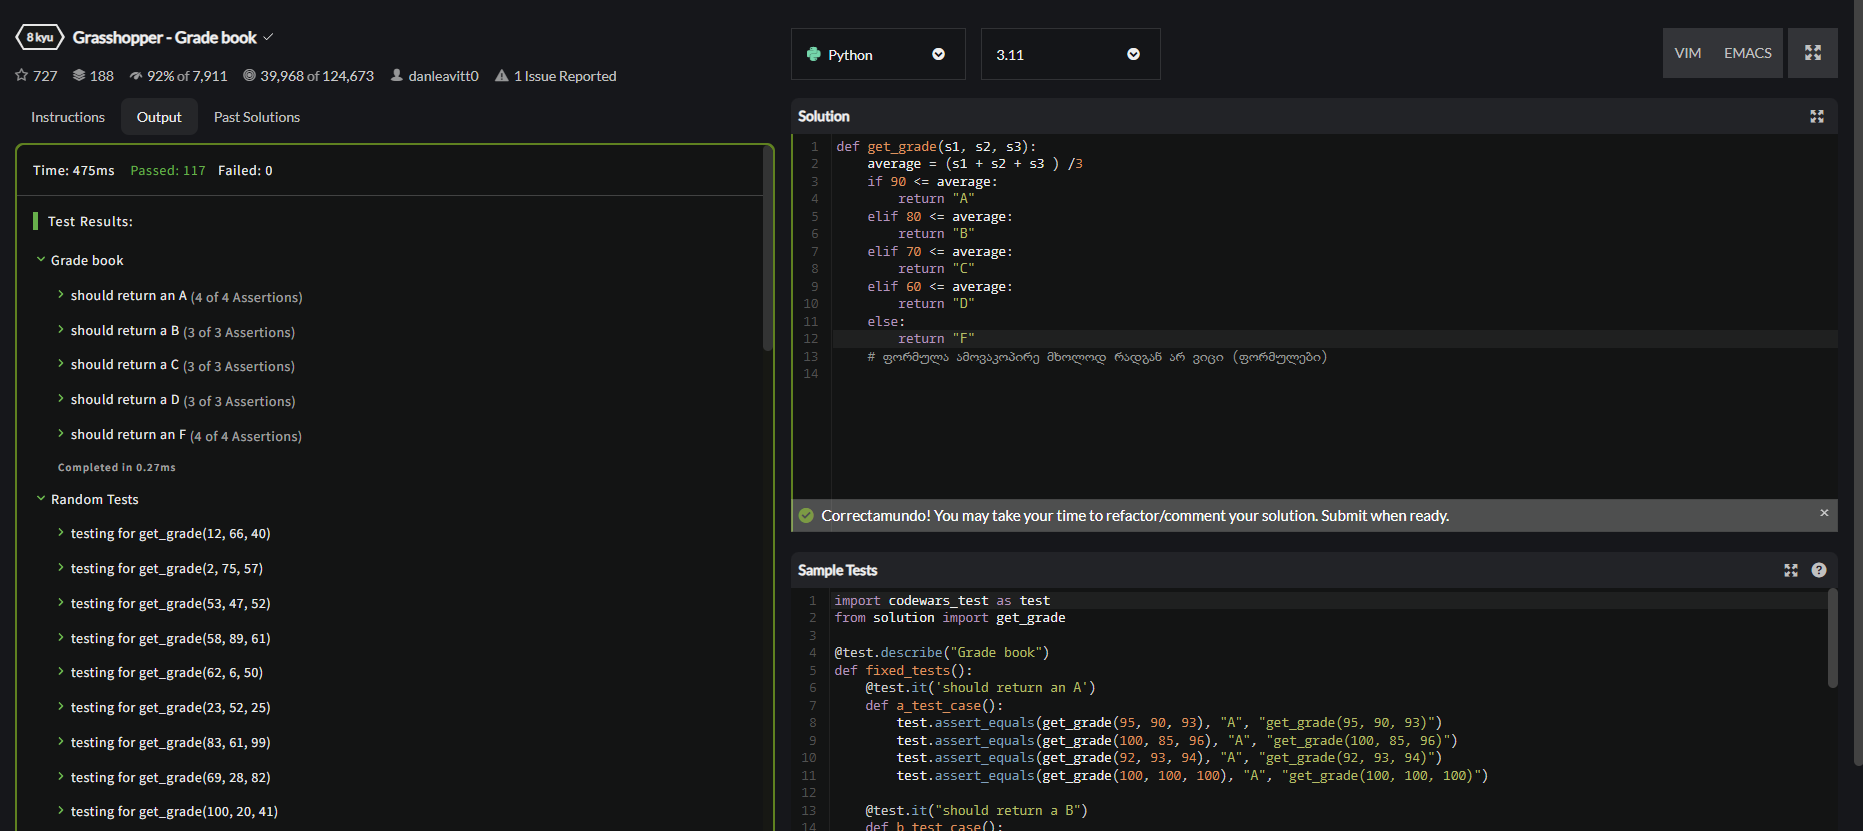 8 kyu Grasshopper - Grade book
727 188 92% of 7,911 39,968 of 124,673 danleavitt0 1 Issue Reported
Instructions Output Past Solutions
Time: 475ms Passed: 117 Failed: 0
Test Results:
Grade book
should return an A (4 of 4 Assertions)
should return a B (3 of 3 Assertions)
should return a C (3 of 3 Assertions)
should return a D (3 of 3 Assertions)
should return an F (4 of 4 Assertions)
Completed in 0.27ms
Random Tests
testing for get_grade(12, 66, 40)
testing for get_grade(2, 75, 57)
testing for get_grade(53, 47, 52)
testing for get_grade(58, 89, 61)
testing for get_grade(62, 6, 50)
testing for get_grade(23, 52, 25)
testing for get_grade(83, 61, 99)
testing for get_grade(69, 28, 82)
testing for get_grade(100, 20, 41)
Python 3.11 VIM EMACS
Solution
1 def get_grade(s1, s2, s3):
2 average = (s1 + s2 + s3 ) /3
3 if 90 <= average:
4 return "A"
5 elif 80 <= average:
6 return "B"
7 elif 70 <= average:
8 return "C"
9 elif 60 <= average:
10 return "D"
11 else:
12 return "F"
13 # ფორმულა ამოვაკოპირე მხოლოდ რადგან არ ვიცი (ფორმულები)
14
Correctamundo! You may take your time to refactor/comment your solution. Submit when ready.
Sample Tests
1 import codewars_test as test
2 from solution import get_grade
3
4 @test.describe("Grade book")
5 def fixed_tests():
6 @test.it('should return an A')
7 def a_test_case():
8 test.assert_equals(get_grade(95, 90, 93), "A", "get_grade(95, 90, 93)")
9 test.assert_equals(get_grade(100, 85, 96), "A", "get_grade(100, 85, 96)")
10 test.assert_equals(get_grade(92, 93, 94), "A", "get_grade(92, 93, 94)")
11 test.assert_equals(get_grade(100, 100, 100), "A", "get_grade(100, 100, 100)")
12
13 @test.it("should return a B")
14 def b_test_case():